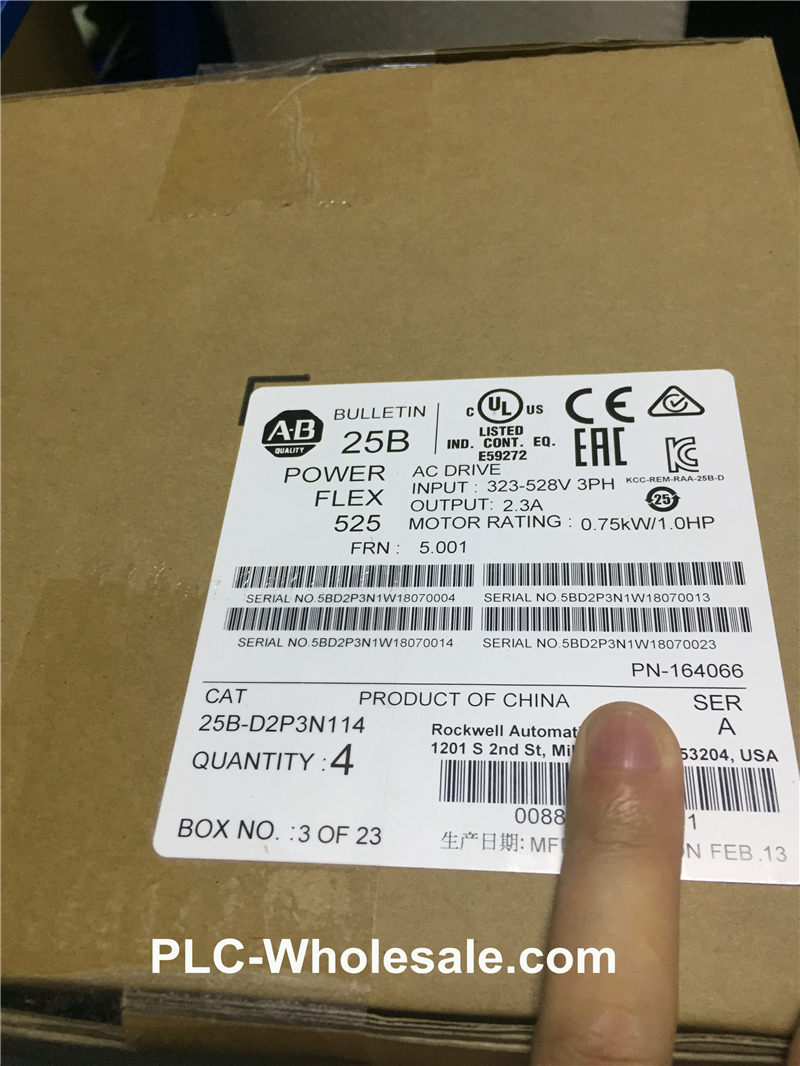 A-B
QUALITY
BULLETIN
25B
C UL US
LISTED
IND. CONT. EQ.
E59272
CE
EAC
KCC-REM-RAA-25B-D
25
POWER
FLEX
525
AC DRIVE
INPUT : 323-528V 3PH
OUTPUT: 2.3A
MOTOR RATING : 0.75kW/1.0HP
FRN : 5.001
SERIAL NO.5BD2P3N1W18070004 SERIAL NO.5BD2P3N1W18070013
SERIAL NO.5BD2P3N1W18070014 SERIAL NO.5BD2P3N1W18070023
PN-164066
CAT PRODUCT OF CHINA SER
25B-D2P3N114 A
Rockwell
1201 S 2nd St, 53204, USA
QUANTITY : 4
BOX NO. :3 OF 23
生产日期: FEB .13
PLC-Wholesale.com